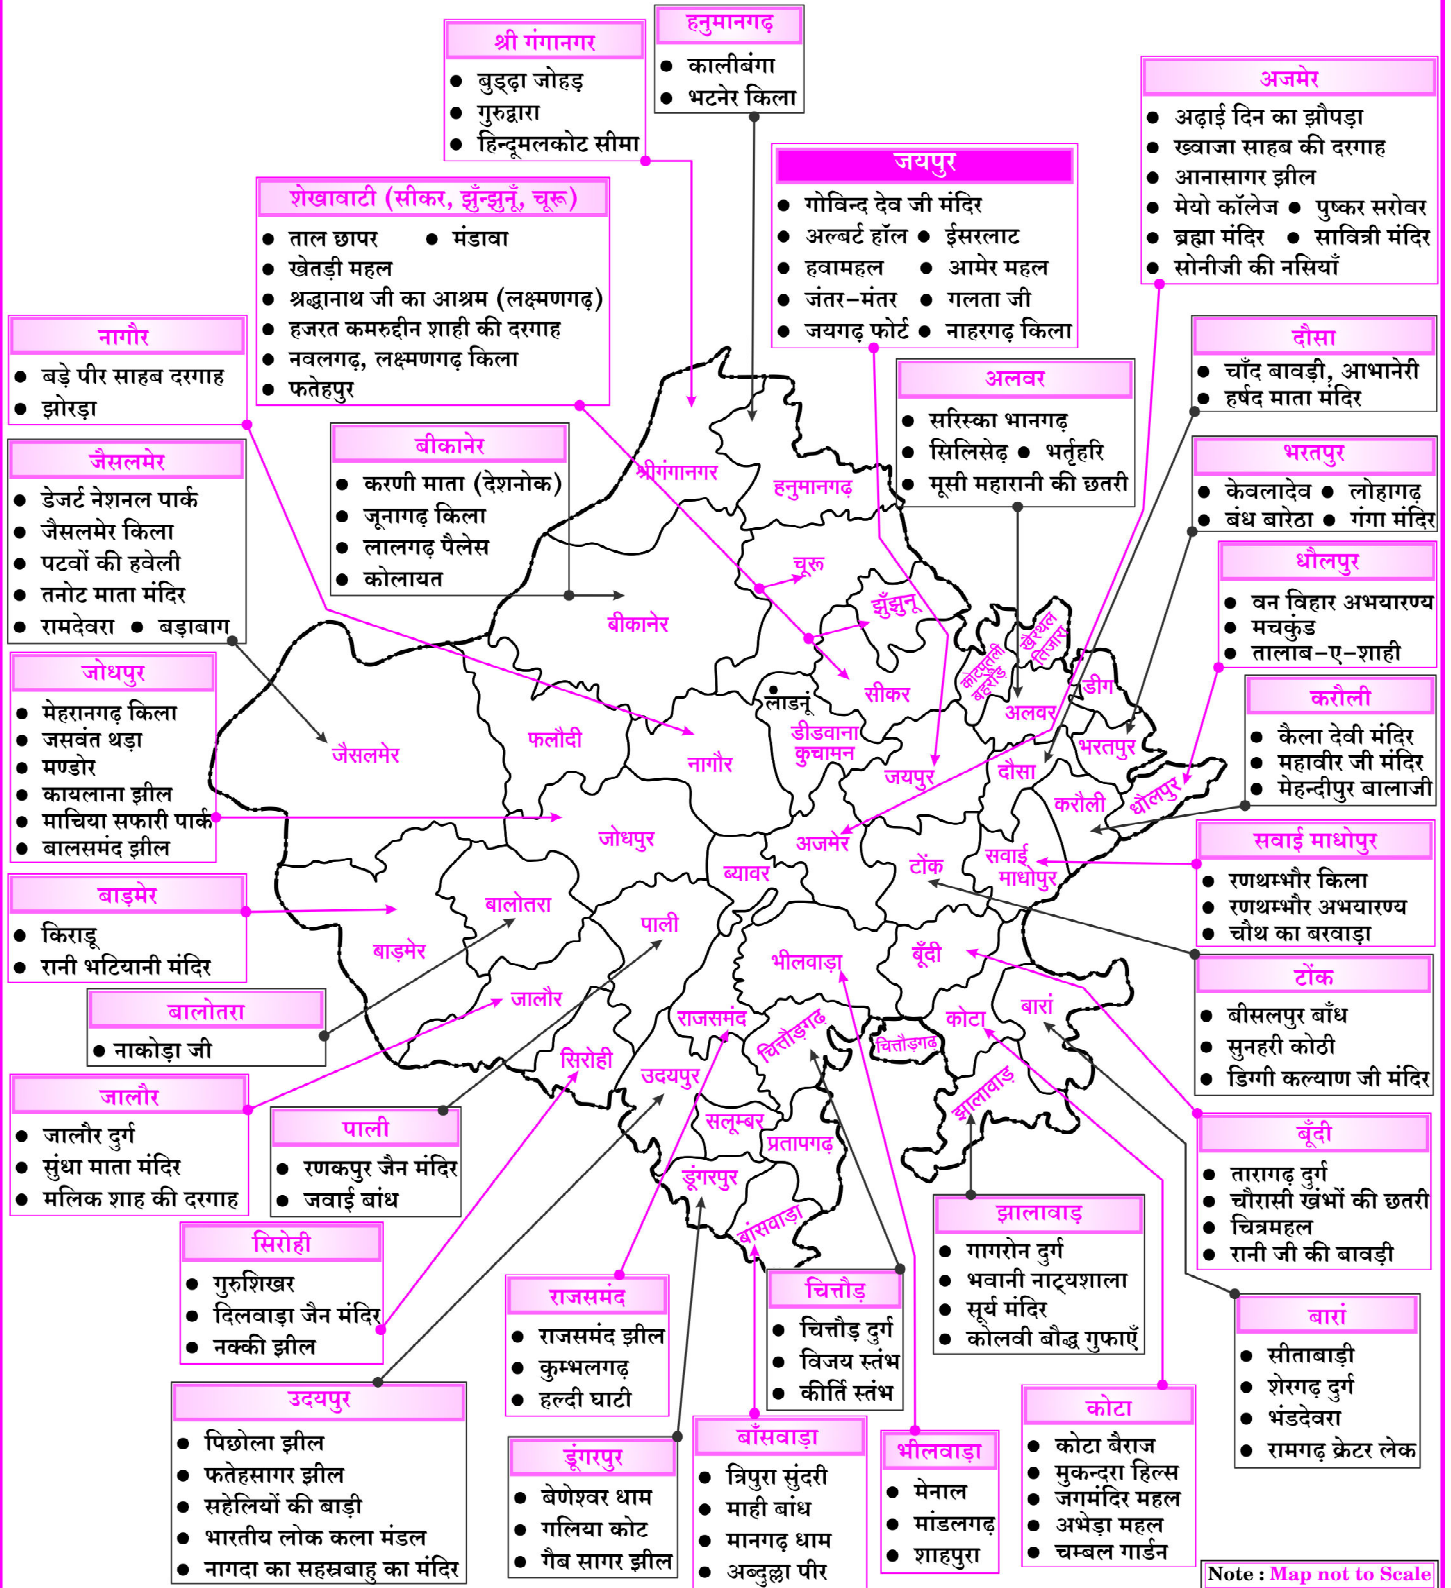 श्री गंगानगर
● बुड्ढ़ा जोहड़
● गुरुद्वारा
● हिन्दूमलकोट सीमा
हनुमानगढ़
● कालीबंगा
● भटनेर किला
अजमेर
● अढ़ाई दिन का झौपड़ा
● ख्वाजा साहब की दरगाह
● आनासागर झील
● मेयो कॉलेज ● पुष्कर सरोवर
● ब्रह्मा मंदिर ● सावित्री मंदिर
● सोनीजी की नसियाँ
जयपुर
● गोविन्द देव जी मंदिर
● अल्बर्ट हॉल ● ईसरलाट
● हवामहल ● आमेर महल
● जंतर-मंतर ● गलता जी
● जयगढ़ फोर्ट ● नाहरगढ़ किला
शेखावाटी (सीकर, झुँन्झुनूँ, चूरू)
● ताल छापर ● मंडावा
● खेतड़ी महल
● श्रद्धानाथ जी का आश्रम (लक्ष्मणगढ़)
● हजरत कमरुद्दीन शाही की दरगाह
● नवलगढ़, लक्ष्मणगढ़ किला
● फतेहपुर
नागौर
● बड़े पीर साहब दरगाह
● झोरड़ा
दौसा
● चाँद बावड़ी, आभानेरी
● हर्षद माता मंदिर
अलवर
● सरिस्का भानगढ़
● सिलिसेढ़ ● भर्तृहरि
● मूसी महारानी की छतरी
बीकानेर
● करणी माता (देशनोक)
● जूनागढ़ किला
● लालगढ़ पैलेस
● कोलायत
जैसलमेर
● डेजर्ट नेशनल पार्क
● जैसलमेर किला
● पटवों की हवेली
● तनोट माता मंदिर
● रामदेवरा ● बड़ाबाग
भरतपुर
● केवलादेव ● लोहागढ़
● बंध बारेठा ● गंगा मंदिर
धौलपुर
● वन विहार अभयारण्य
● मचकुंड
● तालाब-ए-शाही
जोधपुर
● मेहरानगढ़ किला
● जसवंत थड़ा
● मण्डोर
● कायलाना झील
● माचिया सफारी पार्क
● बालसमंद झील
करौली
● कैला देवी मंदिर
● महावीर जी मंदिर
● मेहन्दीपुर बालाजी
सवाई माधोपुर
● रणथम्भौर किला
● रणथम्भौर अभयारण्य
● चौथ का बरवाड़ा
बाड़मेर
● किराडू
● रानी भटियानी मंदिर
टोंक
● बीसलपुर बाँध
● सुनहरी कोठी
● डिग्गी कल्याण जी मंदिर
बालोतरा
● नाकोड़ा जी
जालौर
● जालौर दुर्ग
● सुंधा माता मंदिर
● मलिक शाह की दरगाह
पाली
● रणकपुर जैन मंदिर
● जवाई बांध
बूँदी
● तारागढ़ दुर्ग
● चौरासी खंभों की छतरी
● चित्रमहल
● रानी जी की बावड़ी
सिरोही
● गुरुशिखर
● दिलवाड़ा जैन मंदिर
● नक्की झील
झालावाड़
● गागरोन दुर्ग
● भवानी नाट्यशाला
● सूर्य मंदिर
● कोलवी बौद्ध गुफाएँ
राजसमंद
● राजसमंद झील
● कुम्भलगढ़
● हल्दी घाटी
चित्तौड़
● चित्तौड़ दुर्ग
● विजय स्तंभ
● कीर्ति स्तंभ
बारां
● सीताबाड़ी
● शेरगढ़ दुर्ग
● भंडदेवरा
● रामगढ़ क्रेटर लेक
उदयपुर
● पिछोला झील
● फतेहसागर झील
● सहेलियों की बाड़ी
● भारतीय लोक कला मंडल
● नागदा का सहस्रबाहु का मंदिर
डूंगरपुर
● बेणेश्वर धाम
● गलिया कोट
● गैब सागर झील
बाँसवाड़ा
● त्रिपुरा सुंदरी
● माही बांध
● मानगढ़ धाम
● अब्दुल्ला पीर
भीलवाड़ा
● मेनाल
● मांडलगढ़
● शाहपुरा
कोटा
● कोटा बैराज
● मुकन्दरा हिल्स
● जगमंदिर महल
● अभेड़ा महल
● चम्बल गार्डन
श्रीगंगानगर
हनुमानगढ़
चूरू
झुँझुनू
बीकानेर
खैरथल
तिजारा
कोटपुतली
बहरोड़
सीकर
लाडनूं
अलवर
डीग
डीडवाना
कुचामन
फलौदी
जैसलमेर
नागौर
जयपुर
दौसा
भरतपुर
करौली
धौलपुर
जोधपुर
अजमेर
ब्यावर
टोंक
सवाई
माधोपुर
बालोतरा
पाली
बाड़मेर
भीलवाड़ा
बूँदी
जालौर
राजसमंद
चित्तौड़गढ़
चित्तौड़गढ़
कोटा
बारां
सिरोही
उदयपुर
झालावाड़
सलूम्बर
प्रतापगढ़
डूंगरपुर
बांसवाड़ा
Note : Map not to Scale